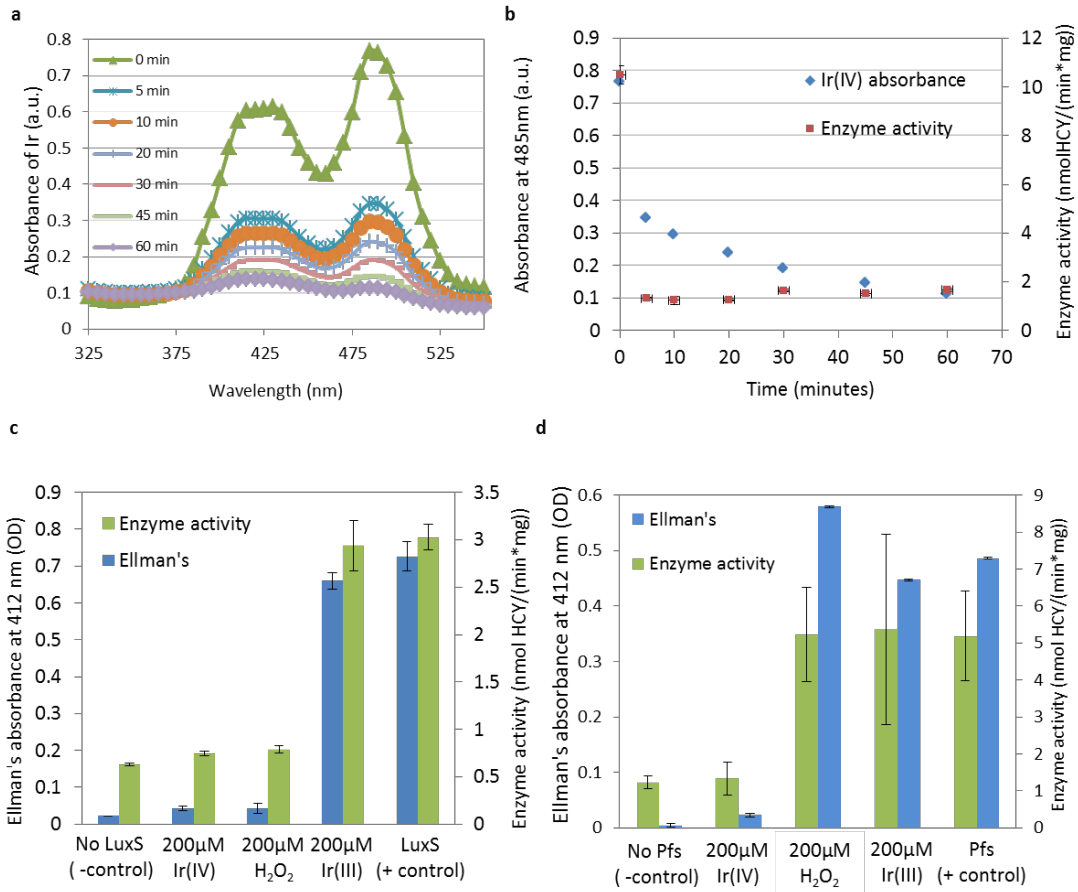 a
Absorbance of Ir (a.u.)
0.8
0.7
0.6
0.5
0.4
0.3
0.2
0.1
0
0 min
5 min
10 min
20 min
30 min
45 min
60 min
325
375
425
475
525
Wavelength (nm)
b
Absorbance at 485nm (a.u.)
0.9
0.8
0.7
0.6
0.5
0.4
0.3
0.2
0.1
0
Ir(IV) absorbance
Enzyme activity
12
10
8
6
4
2
0
Enzyme activity (nmolHCY/(min*mg))
0
10
20
30
40
50
60
70
Time (minutes)
c
Ellman's absorbance at 412 nm (OD)
0.9
0.8
0.7
0.6
0.5
0.4
0.3
0.2
0.1
0
Enzyme activity
Ellman's
3.5
3
2.5
2
1.5
1
0.5
0
Enzyme activity (nmol HCY/(min*mg))
No LuxS
( -control)
200µM
Ir(IV)
200µM
H₂O₂
200µM
Ir(III)
LuxS
(+ control)
d
Ellman's absorbance at 412 nm (OD)
0.6
0.5
0.4
0.3
0.2
0.1
0
Ellman's
Enzyme activity
9
8
7
6
5
4
3
2
1
0
Enzyme activity (nmol HCY/(min*mg))
No Pfs
( -control)
200µM
Ir(IV)
200µM
H₂O₂
200µM
Ir(III)
Pfs
(+ control)